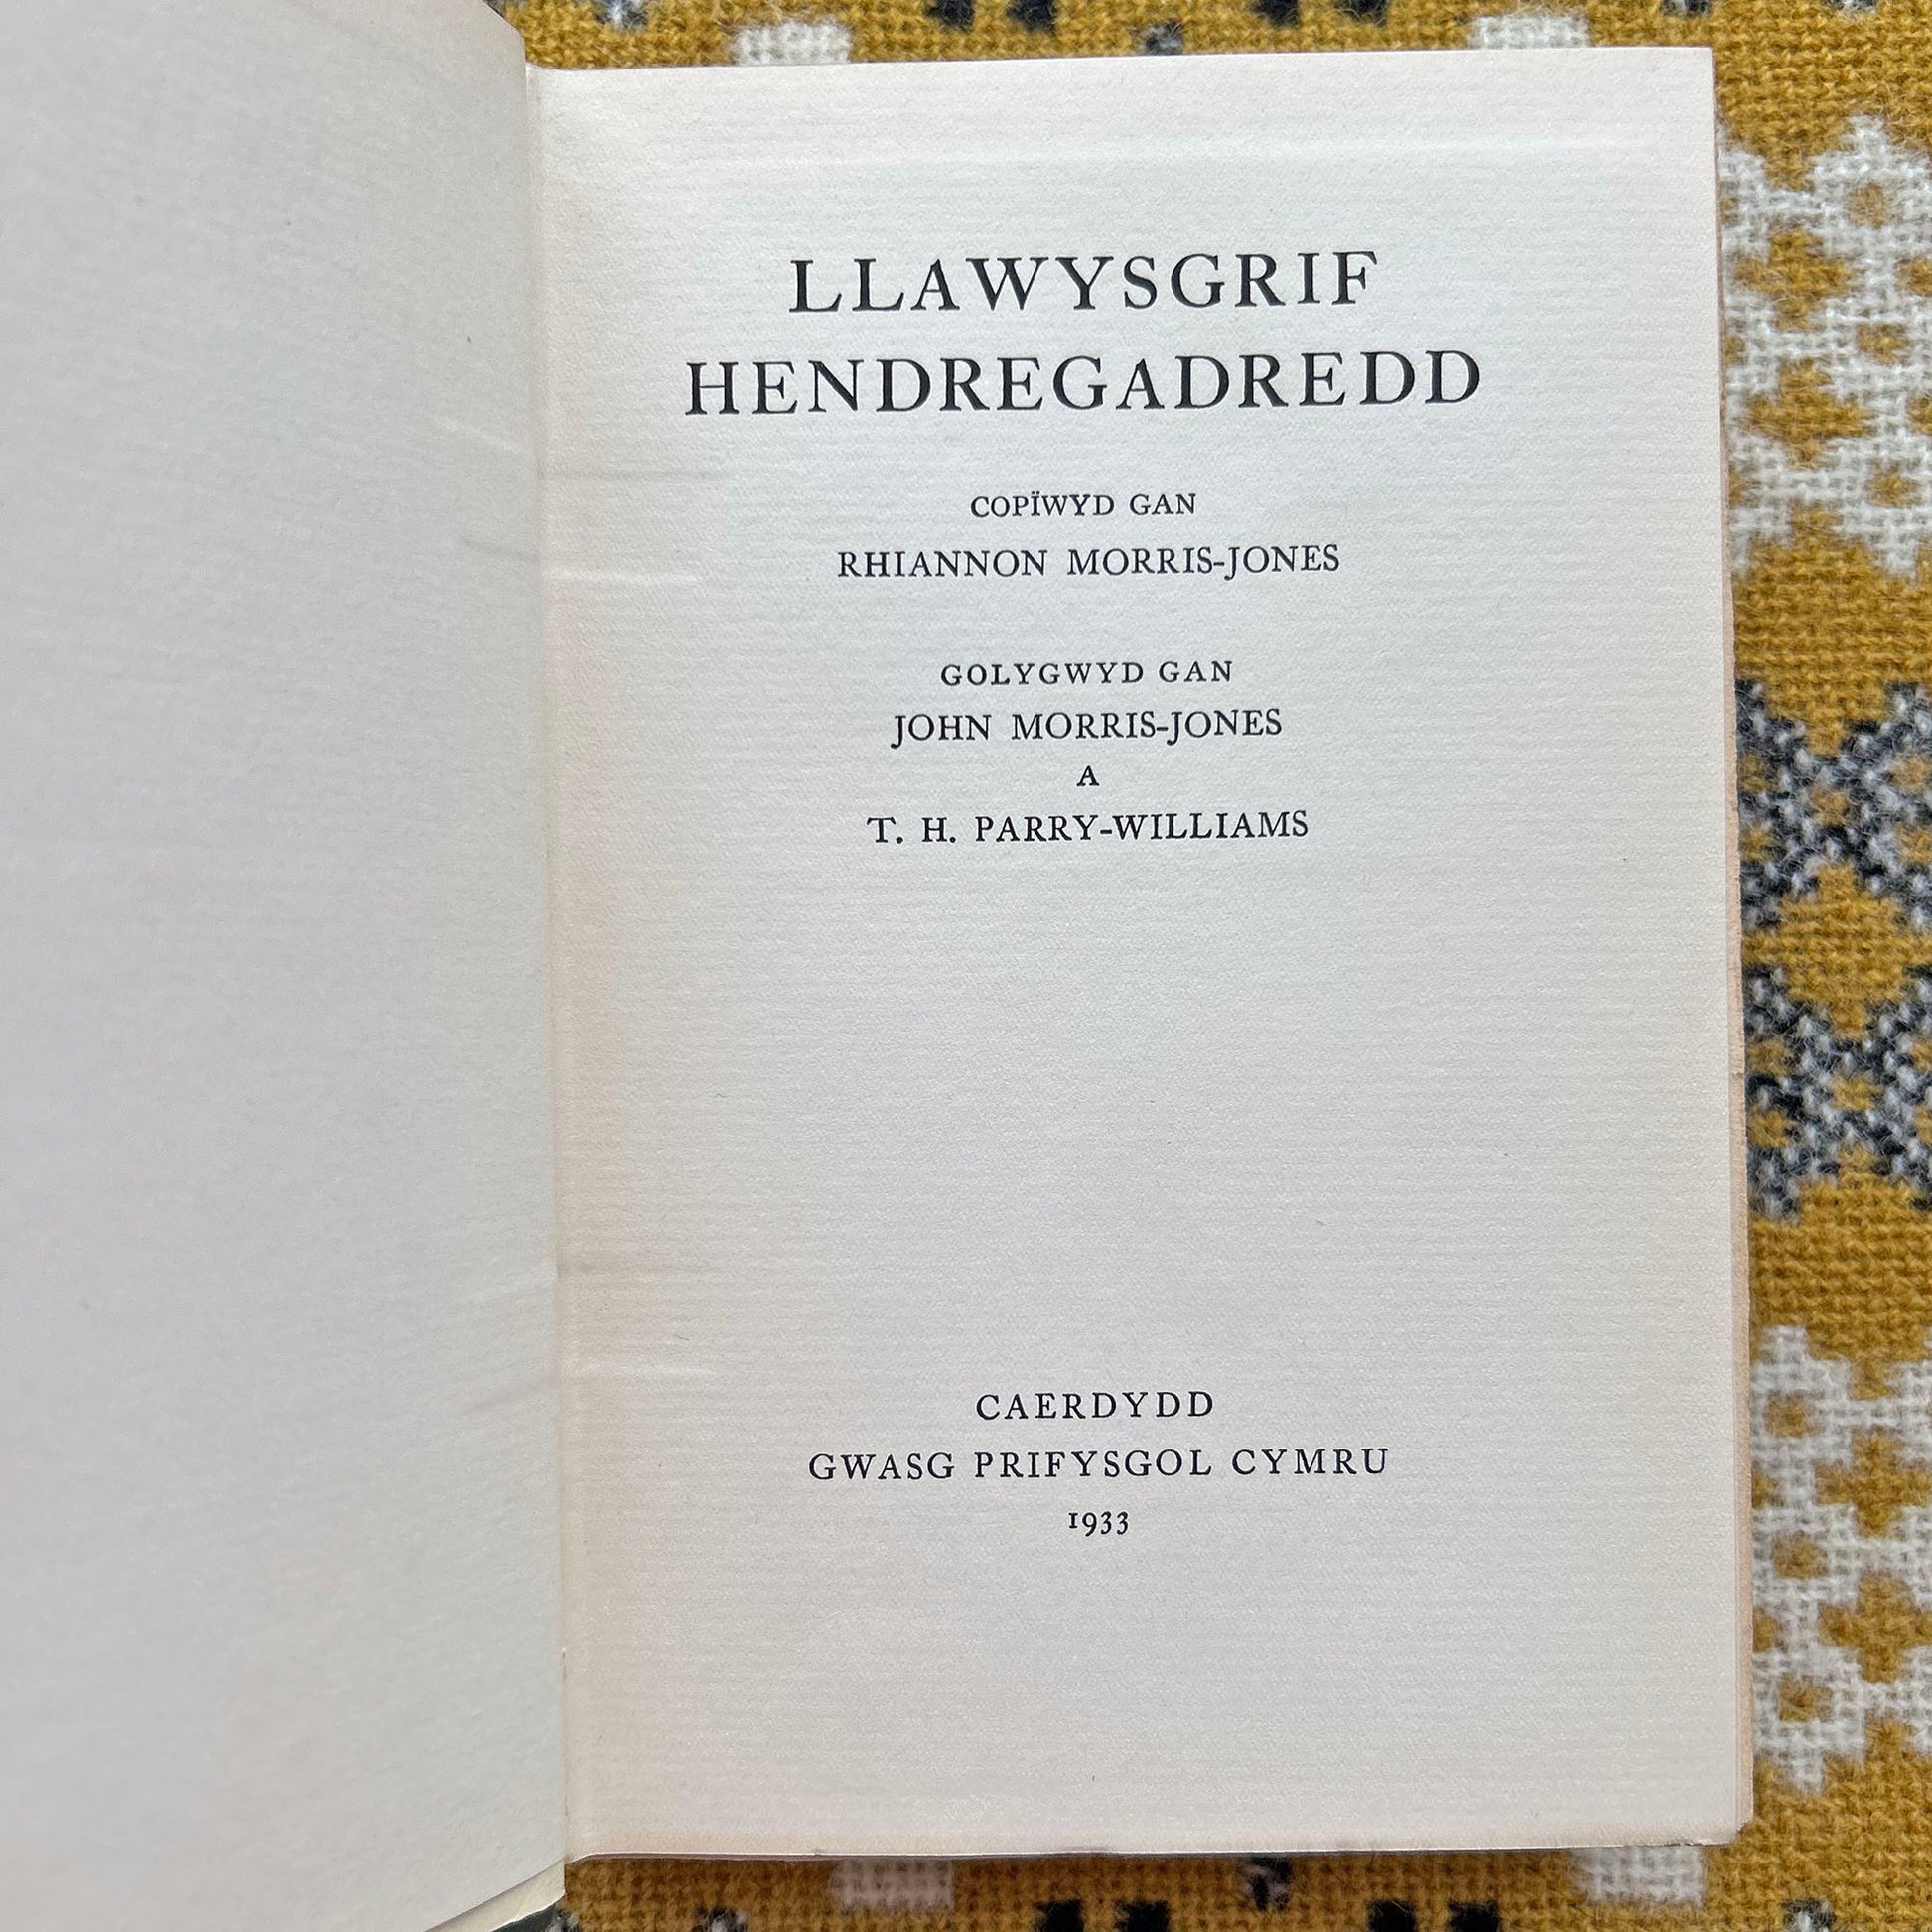 LLAWYSGRIF
HENDREGADREDD
COPÏWYD GAN
RHIANNON MORRIS-JONES
GOLYGWYD GAN
JOHN MORRIS-JONES
A
T. H. PARRY-WILLIAMS
CAERDYDD
GWASG PRIFYSGOL CYMRU
1933